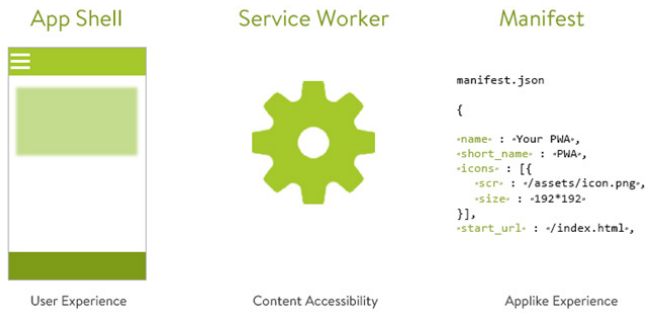 App Shell
Service Worker
Manifest
manifest.json
{
-name- : -Your PWA-,
-short_name- : -PWA-,
-icons- : [{
-scr- : -/assets/icon.png-,
-size- : -192*192-
}],
-start_url- : -/index.html-,
User Experience
Content Accessibility
Applike Experience